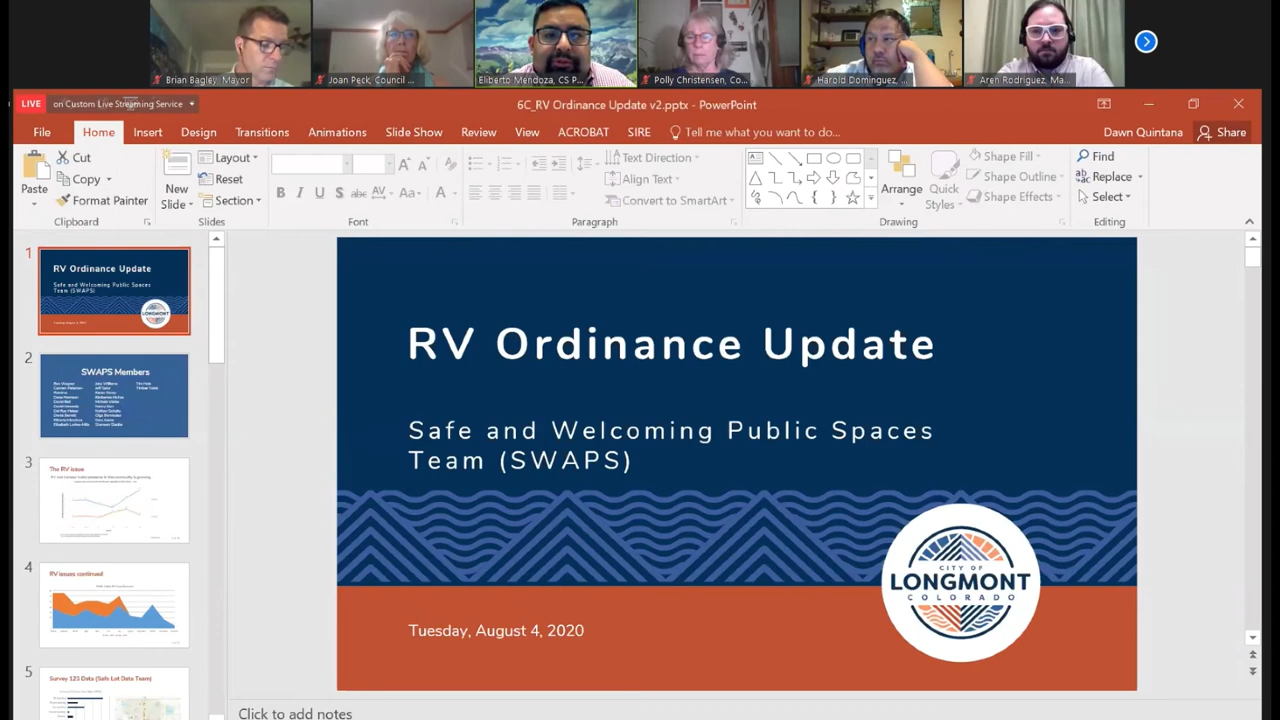 Brian Bagley, Mayor
Joan Peck, Council ...
Eliberto Mendoza, CS P...
Polly Christensen, Co...
Harold Dominguez, ...
Aren Rodriguez, Ma...
LIVE on Custom Live Streaming Service
6C_RV Ordinance Update v2.pptx - PowerPoint
File Home Insert Design Transitions Animations Slide Show Review View ACROBAT SIRE Tell me what you want to do... Dawn Quintana Share
Paste
Cut
Copy
Format Painter
Clipboard
New
Slide
Layout
Reset
Section
Slides
B I U S abc AV Aa A
Font
Text Direction
Align Text
Convert to SmartArt
Paragraph
Arrange
Quick
Styles
Shape Fill
Shape Outline
Shape Effects
Drawing
Find
Replace
Select
Editing
1
RV Ordinance Update
Safe and Welcoming Public Spaces
Team (SWAPS)
LONGMONT
2
SWAPS Members
3
The RV issue
4
RV issues continued
5
Survey 123 Data (Safe Lot Data Team)
RV Ordinance Update
Safe and Welcoming Public Spaces
Team (SWAPS)
CITY OF
LONGMONT
COLORADO
Tuesday, August 4, 2020
Click to add notes